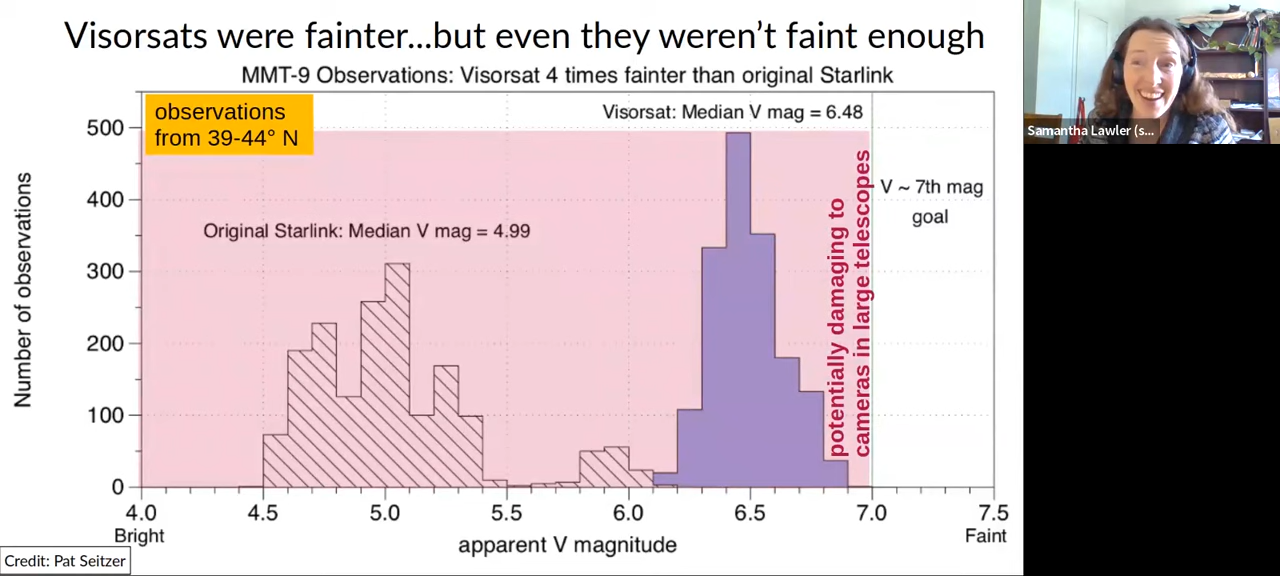 Visorsats were fainter...but even they weren't faint enough
MMT-9 Observations: Visorsat 4 times fainter than original Starlink
observations
from 39-44° N
Visorsat: Median V mag = 6.48
Original Starlink: Median V mag = 4.99
V ~ 7th mag
goal
potentially damaging to
cameras in large telescopes
Number of observations
500
400
300
200
100
0
4.0 4.5 5.0 5.5 6.0 6.5 7.0 7.5
Bright Faint
apparent V magnitude
Credit: Pat Seitzer
Samantha Lawler (s...